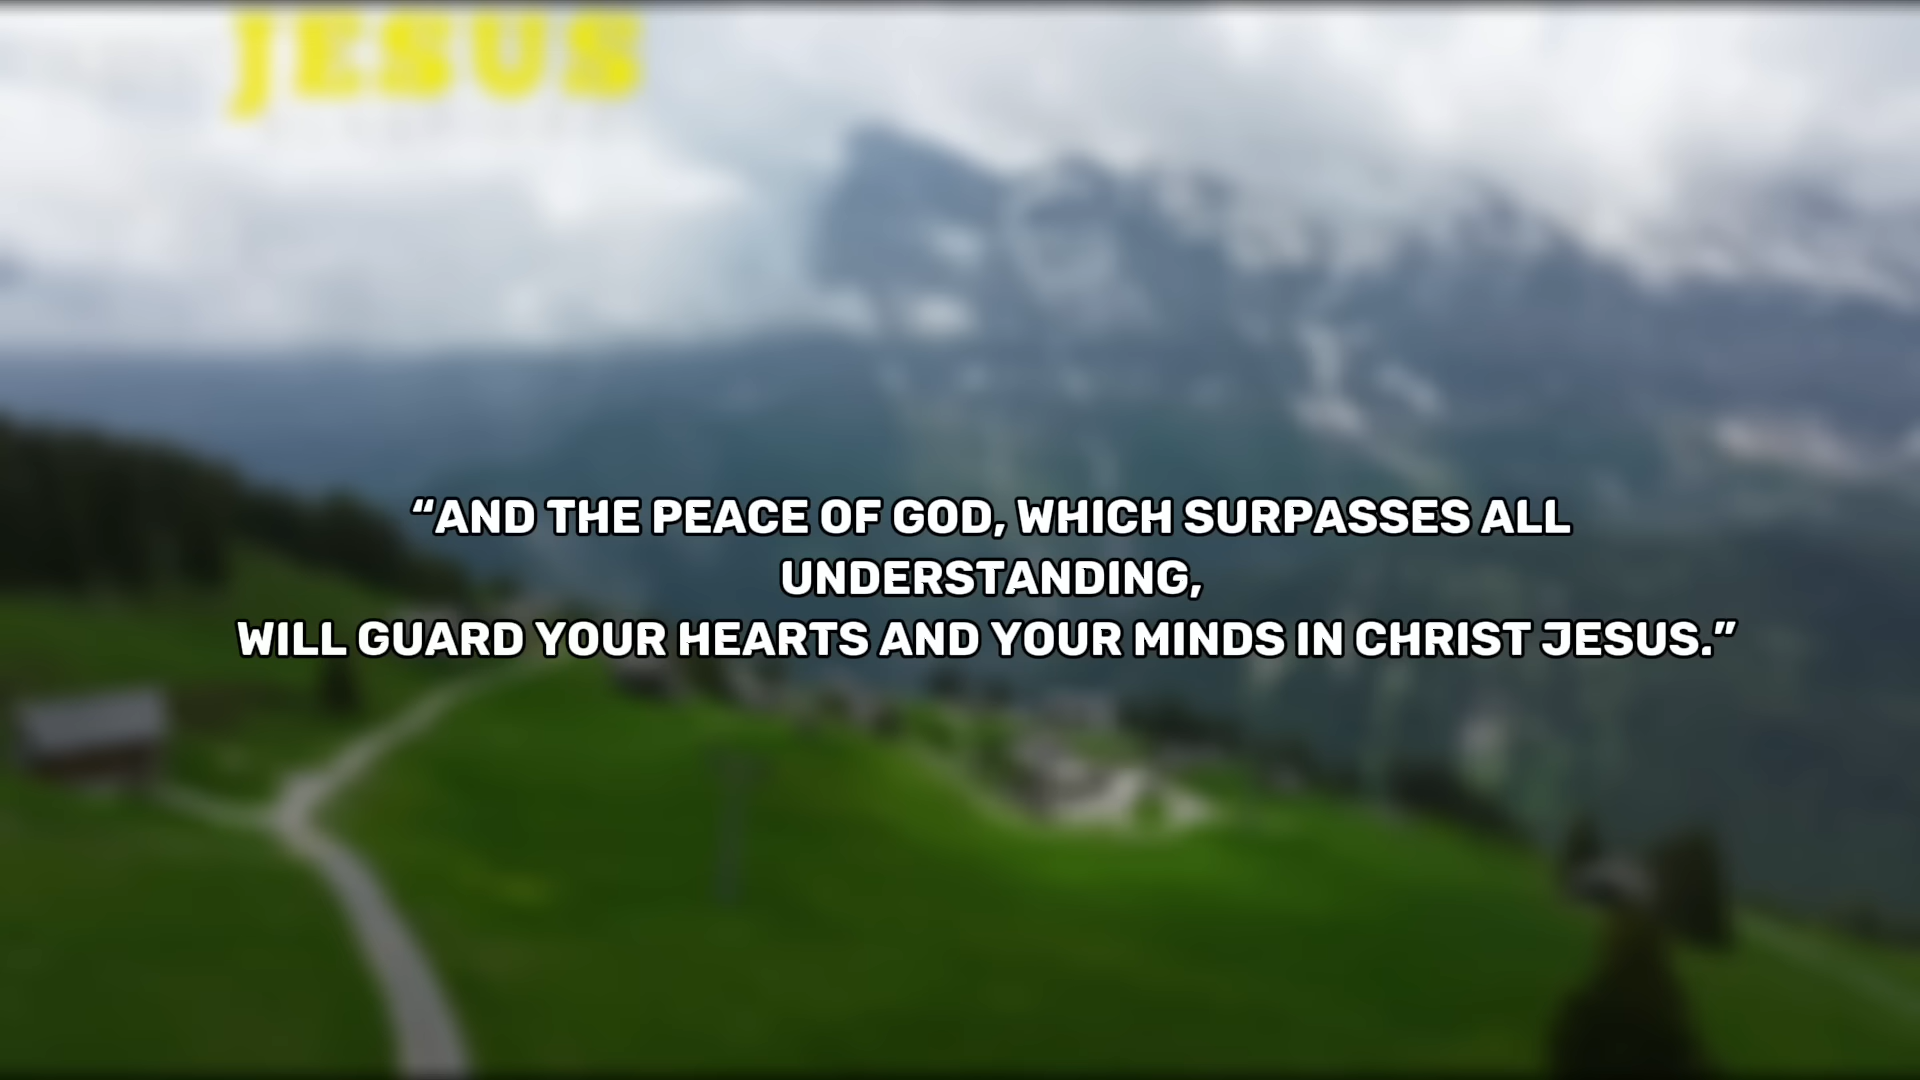 JESUS
“AND THE PEACE OF GOD, WHICH SURPASSES ALL
UNDERSTANDING,
WILL GUARD YOUR HEARTS AND YOUR MINDS IN CHRIST JESUS.”